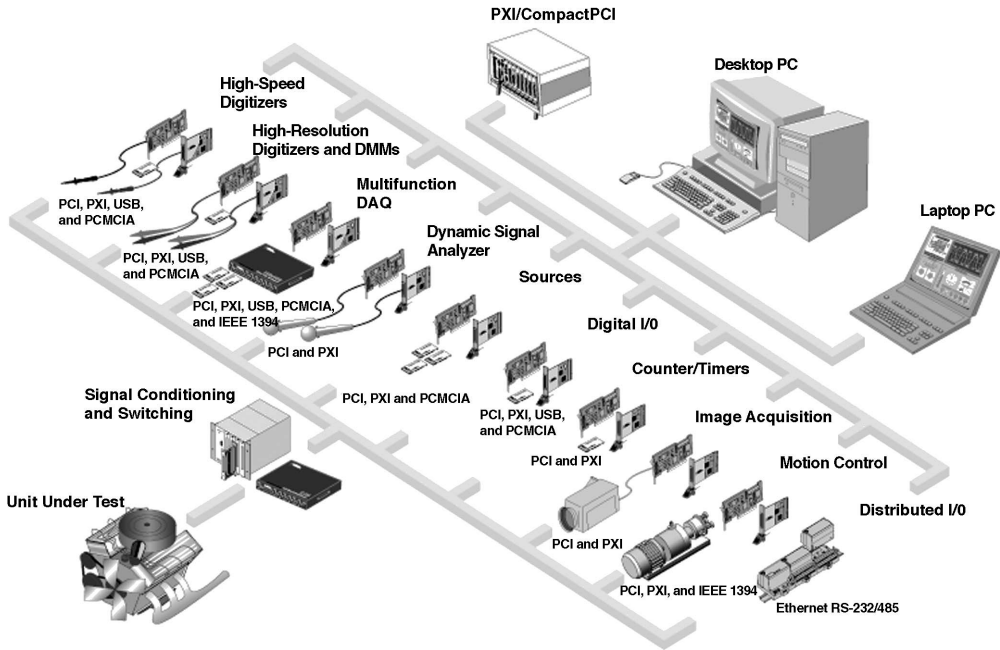 PXI/CompactPCI
Desktop PC
High-Speed
Digitizers
High-Resolution
Digitizers and DMMs
Multifunction
DAQ
Laptop PC
PCI, PXI, USB,
and PCMCIA
Dynamic Signal
Analyzer
PCI, PXI, USB,
and PCMCIA
Sources
PCI, PXI, USB, PCMCIA,
and IEEE 1394
Digital I/0
PCI and PXI
Counter/Timers
Signal Conditioning
and Switching
PCI, PXI and PCMCIA
PCI, PXI, USB,
and PCMCIA
Image Acquisition
PCI and PXI
Motion Control
Unit Under Test
Distributed I/0
PCI and PXI
PCI, PXI, and IEEE 1394
Ethernet RS-232/485